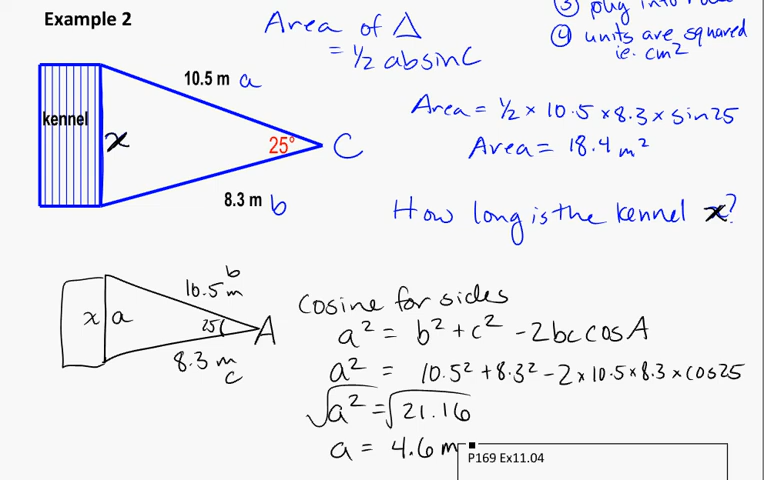 Example 2
Area of Δ
= ½ absinC
③ plug into
④ units are squared
ie. cm²
kennel
x
10.5 m a
25°
C
8.3 m b
Area = ½ × 10.5 × 8.3 × sin25
Area = 18.4 m²
How long is the kennel x?
x a
b
10.5 m
25
A
8.3 m
c
cosine for sides
a² = b² + c² - 2bc cosA
a² = 10.5² + 8.3² - 2 × 10.5 × 8.3 × cos25
√a² = √21.16
a = 4.6 m
P169 Ex11.04